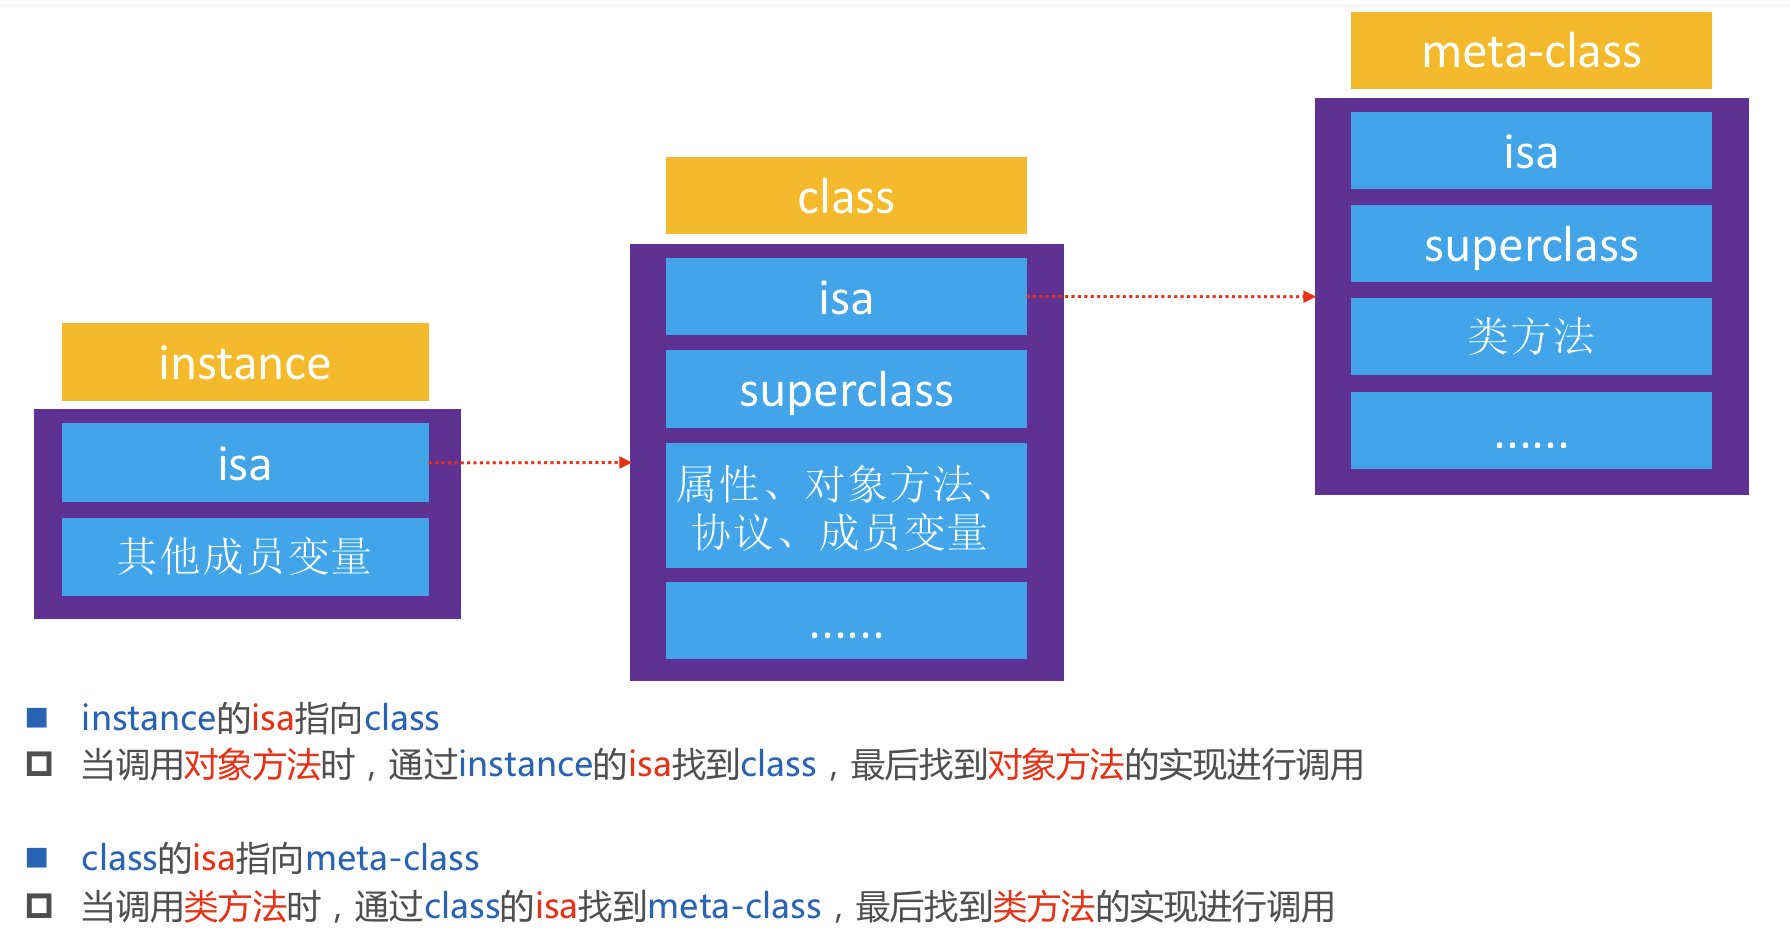 instance
isa
其他成员变量
class
isa
superclass
属性、对象方法、
协议、成员变量
......
meta-class
isa
superclass
类方法
......
instance的isa指向class
当调用对象方法时，通过instance的isa找到class，最后找到对象方法的实现进行调用
class的isa指向meta-class
当调用类方法时，通过class的isa找到meta-class，最后找到类方法的实现进行调用